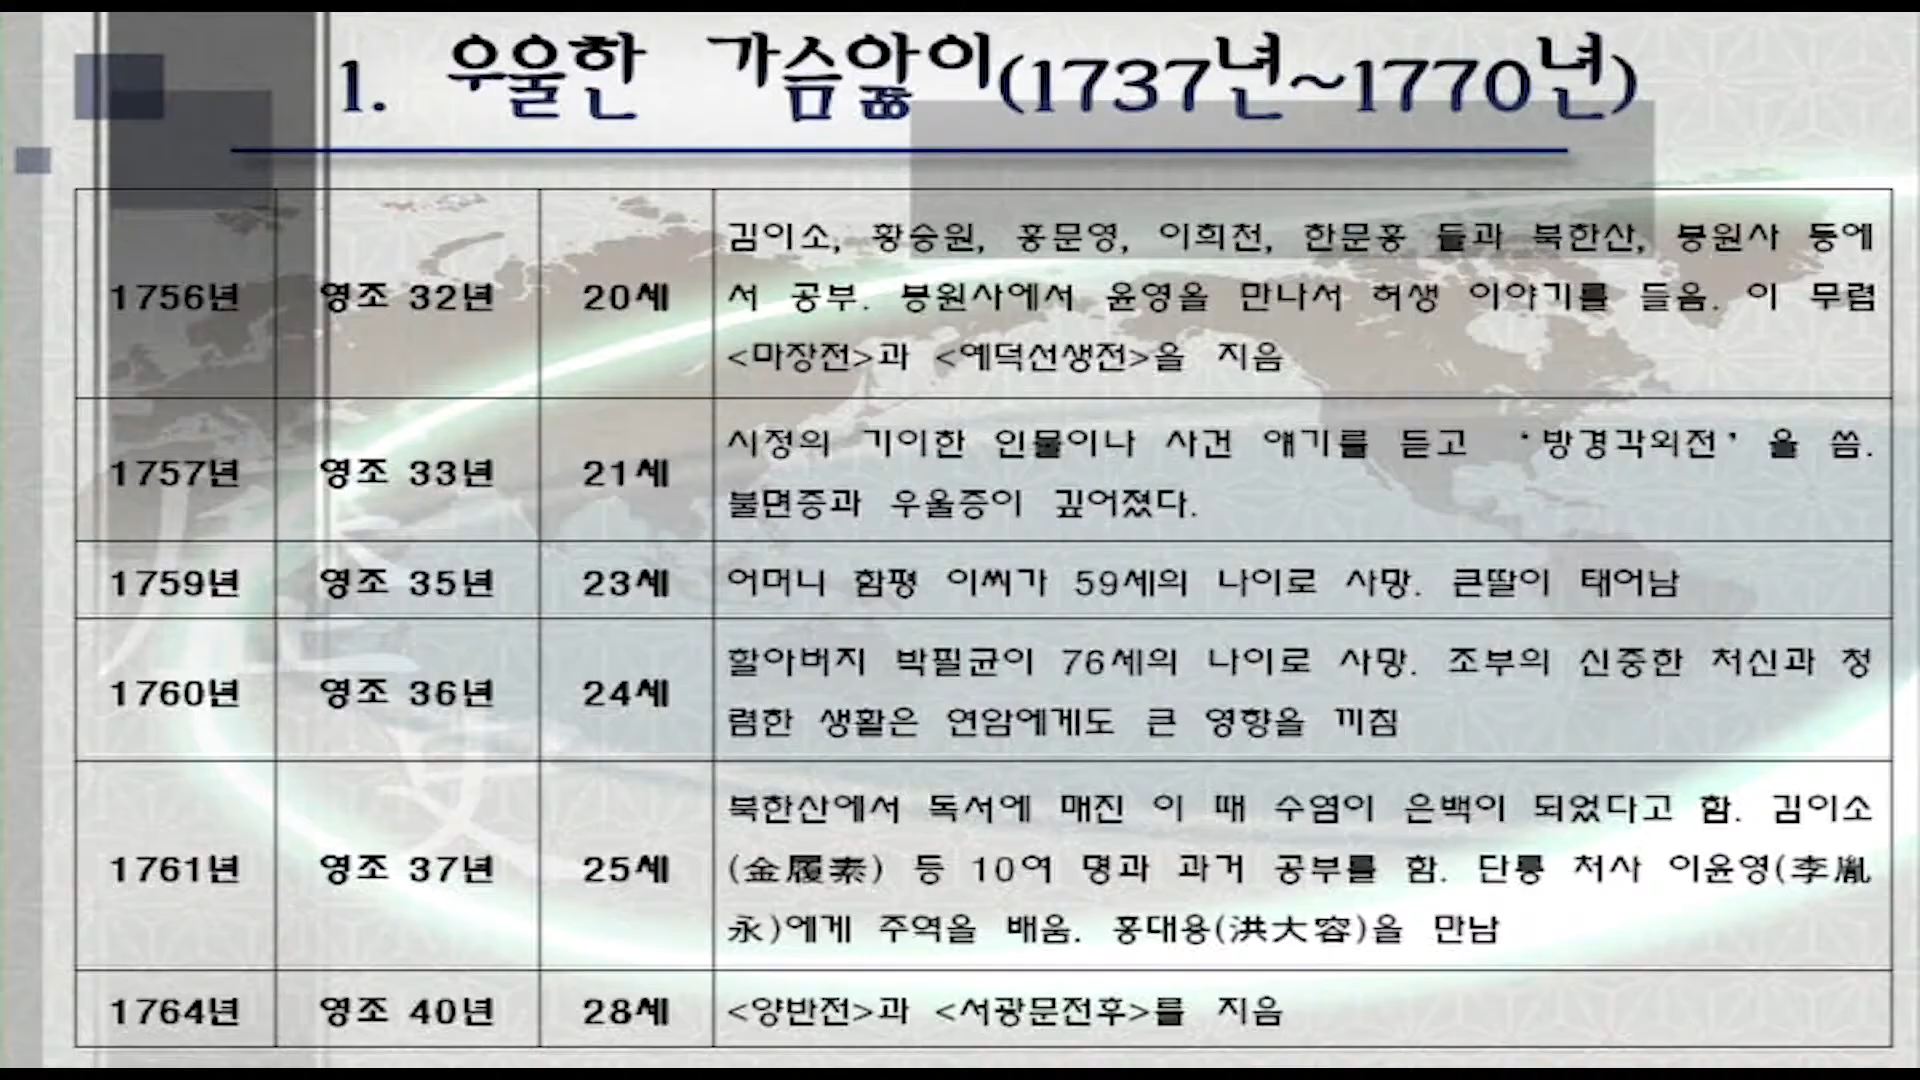 1. 우울한 가슴앓이(1737년~1770년)
1756년 영조 32년 20세
김이소, 황승원, 홍문영, 이희천, 한문홍 들과 북한산, 봉원사 등에
서 공부. 봉원사에서 윤영을 만나서 허생 이야기를 들음. 이 무렵
<마장전>과 <예덕선생전>을 지음
1757년 영조 33년 21세
시정의 기이한 인물이나 사건 얘기를 듣고 '방경각외전'을 씀.
불면증과 우울증이 깊어졌다.
1759년 영조 35년 23세 어머니 함평 이씨가 59세의 나이로 사망. 큰딸이 태어남
1760년 영조 36년 24세
할아버지 박필균이 76세의 나이로 사망. 조부의 신중한 처신과 청
렴한 생활은 연암에게도 큰 영향을 끼침
1761년 영조 37년 25세
북한산에서 독서에 매진 이 때 수염이 은백이 되었다고 함. 김이소
(金履素) 등 10여 명과 과거 공부를 함. 단릉 처사 이윤영(李胤
永)에게 주역을 배움. 홍대용(洪大容)을 만남
1764년 영조 40년 28세 <양반전>과 <서광문전후>를 지음